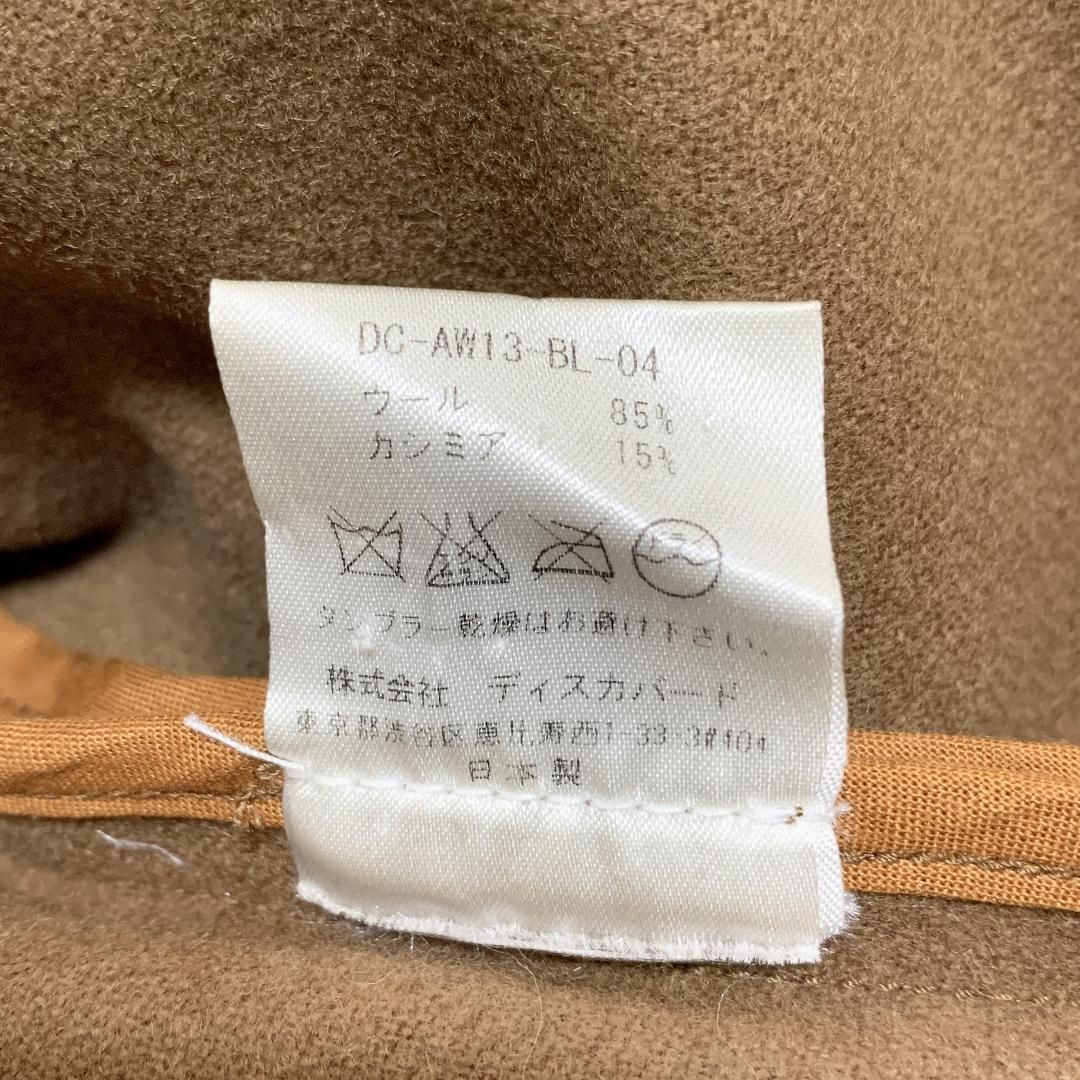 DC-AW13-BL-04
ウール 85%
カシミア 15%
タンブラー乾燥はお避け下さい.
株式会社 ディスカバード
東京都渋谷区恵比寿西1-33-3#404
日本製